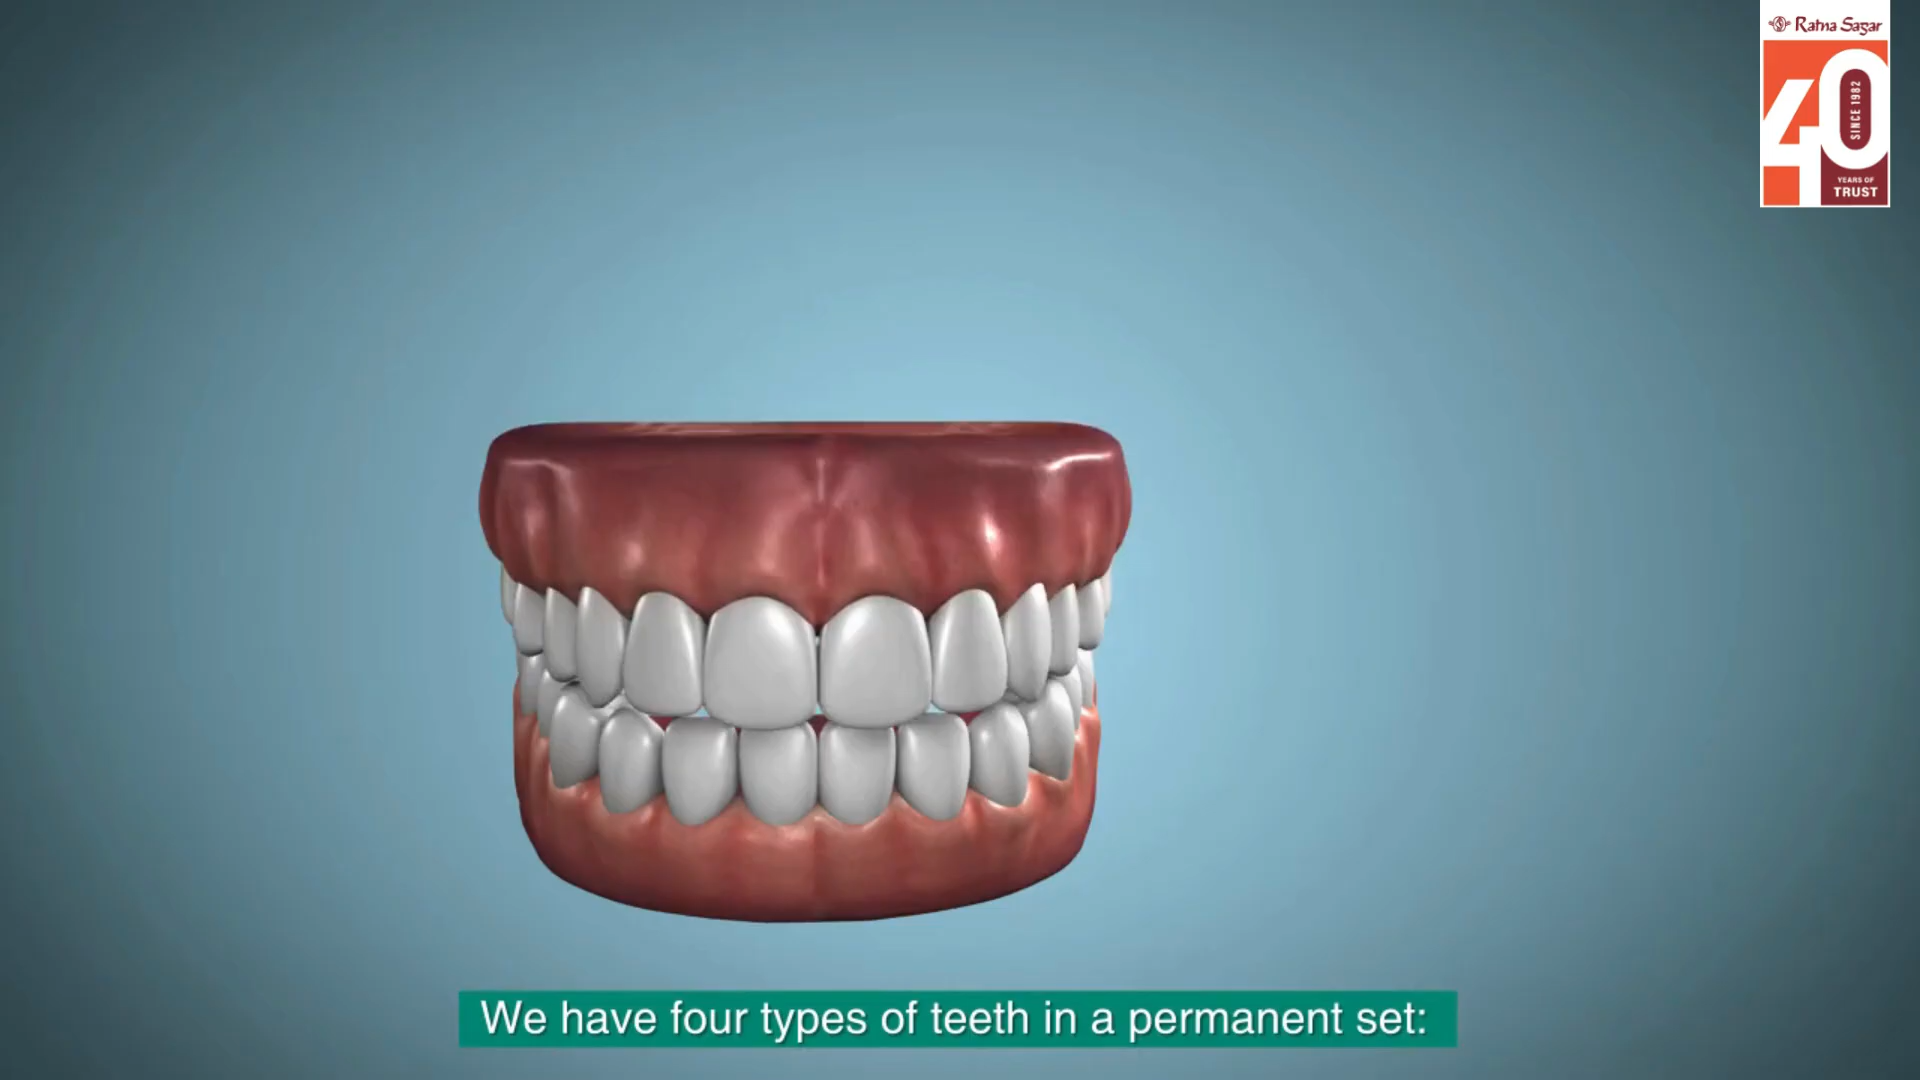 Ratna Sagar
40
SINCE 1982
YEARS OF
TRUST
We have four types of teeth in a permanent set: